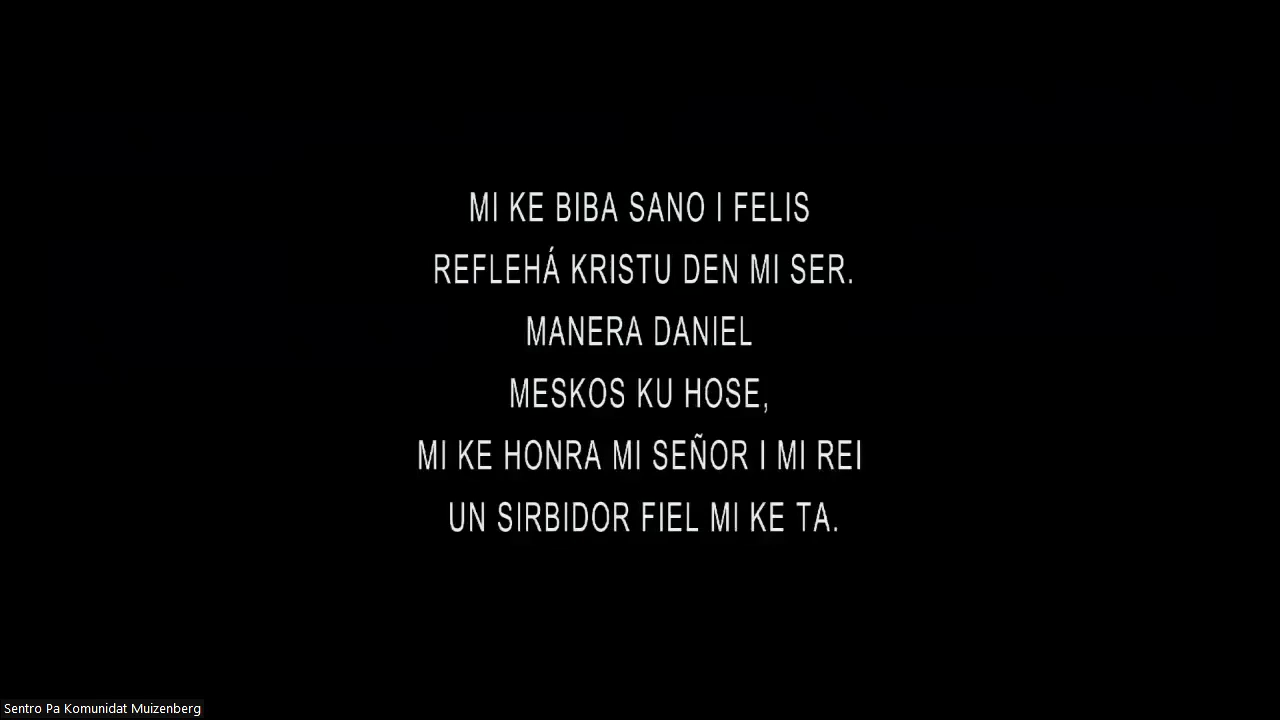 MI KE BIBA SANO I FELIS
REFLEHÁ KRISTU DEN MI SER.
MANERA DANIEL
MESKOS KU HOSE,
MI KE HONRA MI SEÑOR I MI REI
UN SIRBIDOR FIEL MI KE TA.
Sentro Pa Komunidat Muizenberg